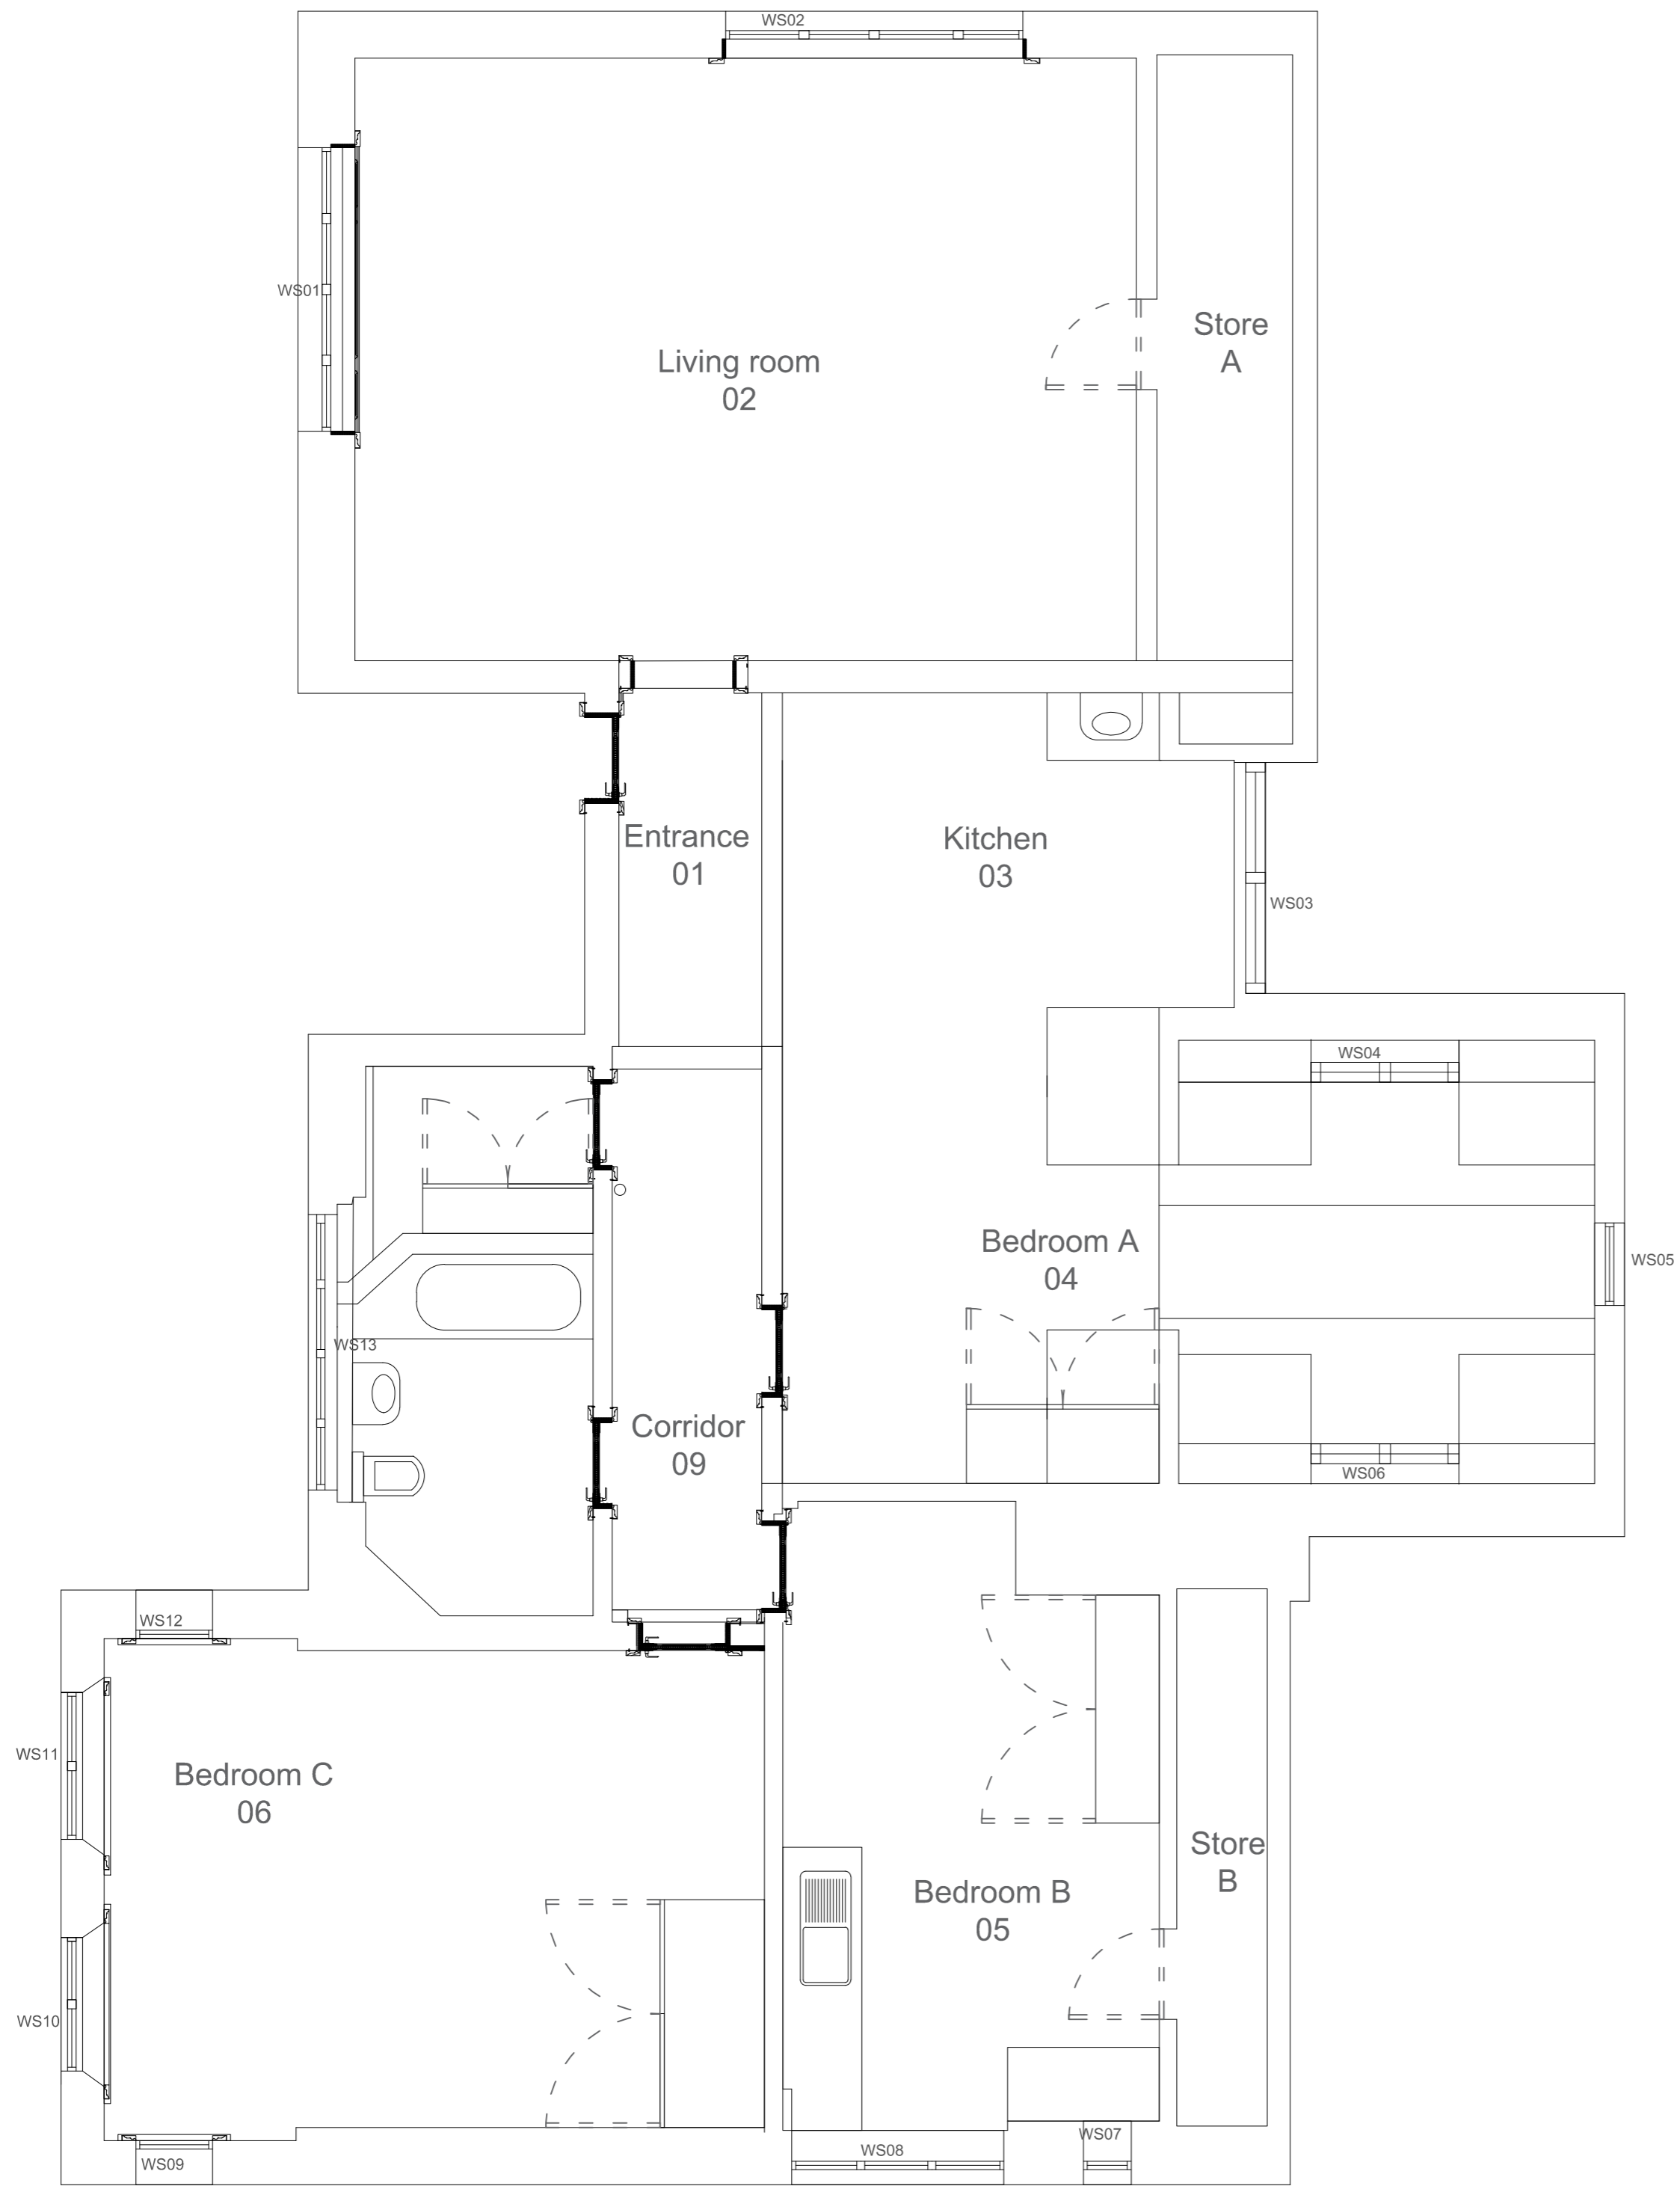 WS02
WS01
Living room
02
Store
A
Entrance
01
Kitchen
03
WS03
WS04
Bedroom A
04
WS05
WS13
Corridor
09
WS06
WS12
WS11
Bedroom C
06
Store
B
Bedroom B
05
WS10
WS07
WS08
WS09